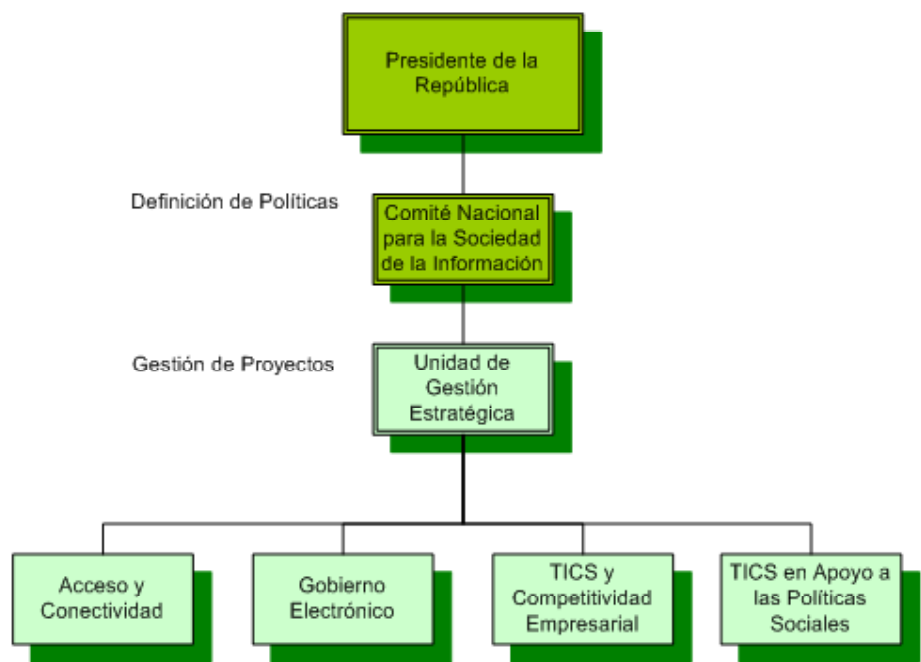 Presidente de la
República
Definición de Políticas
Comité Nacional
para la Sociedad
de la Información
Gestión de Proyectos
Unidad de
Gestión
Estratégica
Acceso y
Conectividad
Gobierno
Electrónico
TICS y
Competitividad
Empresarial
TICS en Apoyo a
las Políticas
Sociales